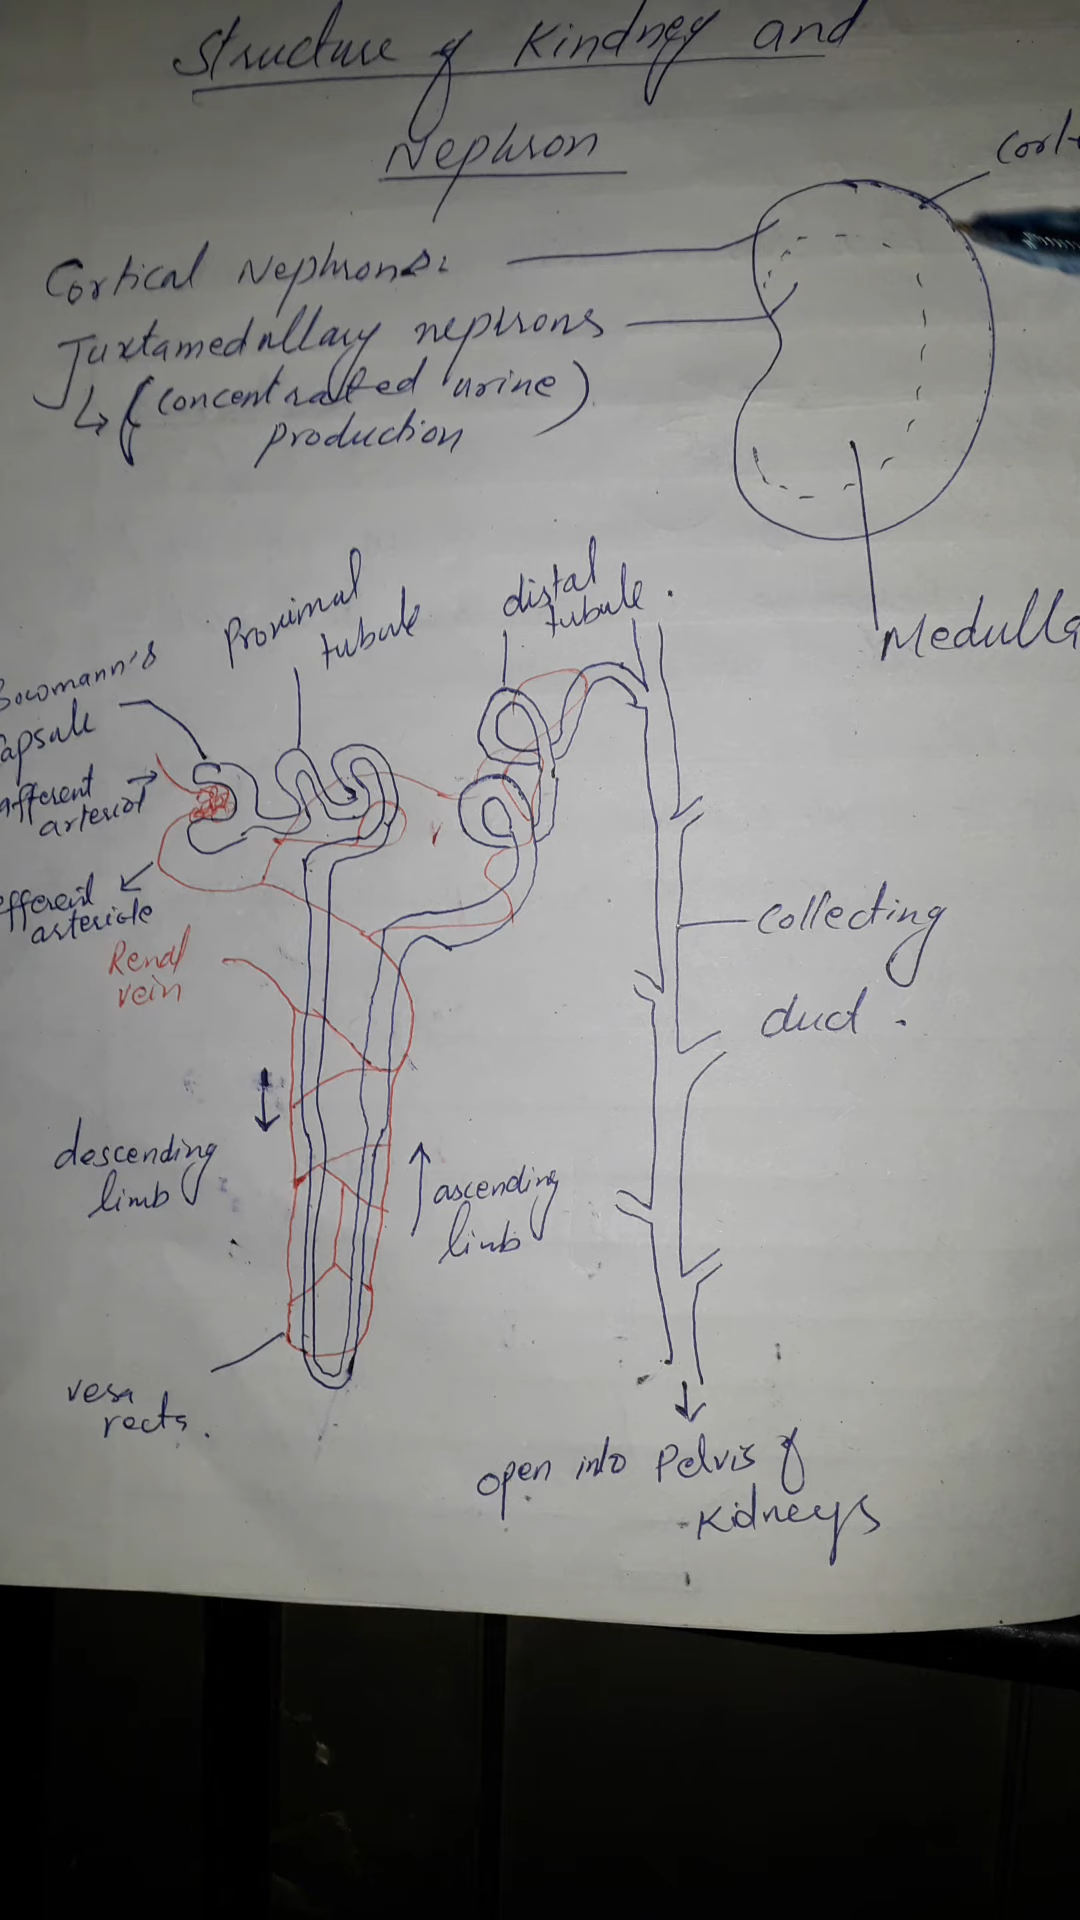 Structure of Kindney and
Nephron
Cort
Cortical Nephrons:
Juxtamedullary nephrons
↳ (concentrated urine)
production
Medulla
Proximal
tubule
distal
tubule.
Bowmann's
Capsule
afferent
arteriol
efferent
arteriole
Renal
vein
collecting
duct.
descending
limb
ascending
limb
vesa
recta.
open into Pelvis of
Kidneys